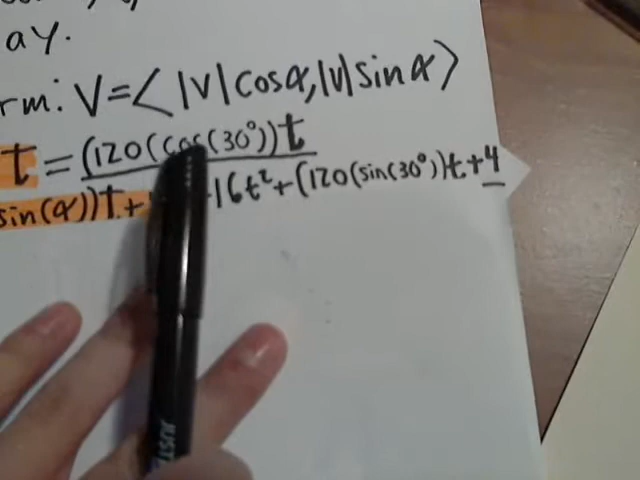 ay.
rm: V=⟨|V|cosα,|V|sinα⟩
t = (120(cos(30°))t
sin(α))t+ -16t²+(120(sin(30°))t+4